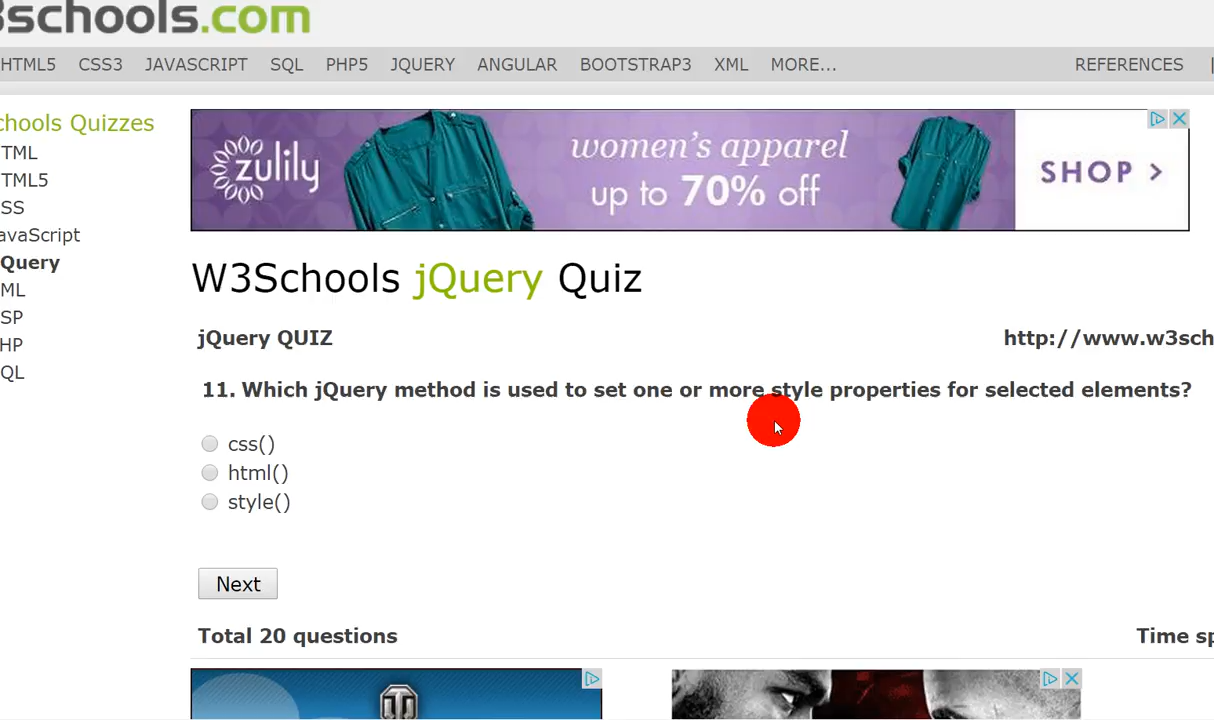 3schools.com
HTML5 CSS3 JAVASCRIPT SQL PHP5 JQUERY ANGULAR BOOTSTRAP3 XML MORE... REFERENCES
chools Quizzes
TML
TML5
SS
avaScript
Query
ML
SP
HP
QL
zulily
women's apparel
up to 70% off
SHOP >
W3Schools jQuery Quiz
jQuery QUIZ http://www.w3sch
11. Which jQuery method is used to set one or more style properties for selected elements?
css()
html()
style()
Next
Total 20 questions Time sp